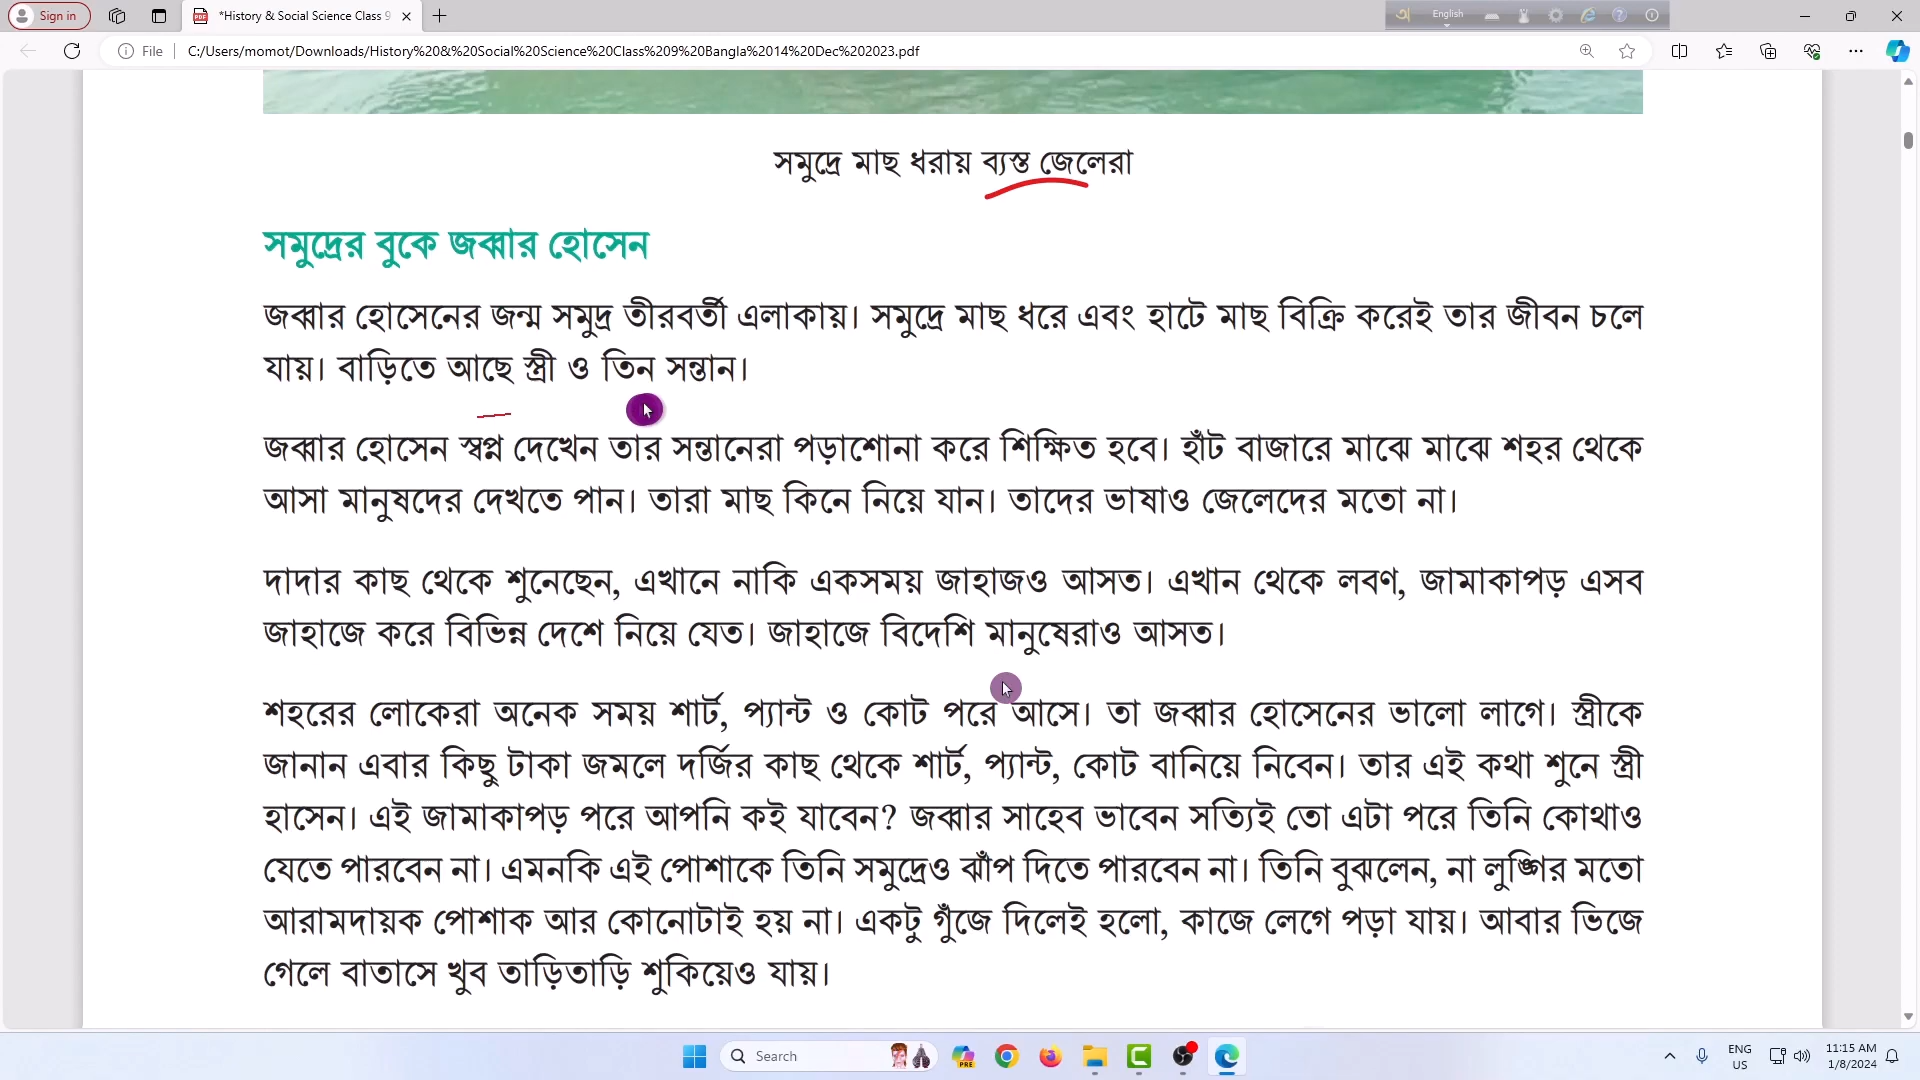 Sign in
*History & Social Science Class 9
English
File
C:/Users/momot/Downloads/History%20&%20Social%20Science%20Class%209%20Bangla%2014%20Dec%202023.pdf
সমুদ্রে মাছ ধরায় ব্যস্ত জেলেরা
সমুদ্রের বুকে জব্বার হোসেন
জব্বার হোসেনের জন্ম সমুদ্র তীরবর্তী এলাকায়। সমুদ্রে মাছ ধরে এবং হাটে মাছ বিক্রি করেই তার জীবন চলে
যায়। বাড়িতে আছে স্ত্রী ও তিন সন্তান।
জব্বার হোসেন স্বপ্ন দেখেন তার সন্তানেরা পড়াশোনা করে শিক্ষিত হবে। হাঁট বাজারে মাঝে মাঝে শহর থেকে
আসা মানুষদের দেখতে পান। তারা মাছ কিনে নিয়ে যান। তাদের ভাষাও জেলেদের মতো না।
দাদার কাছ থেকে শুনেছেন, এখানে নাকি একসময় জাহাজও আসত। এখান থেকে লবণ, জামাকাপড় এসব
জাহাজে করে বিভিন্ন দেশে নিয়ে যেত। জাহাজে বিদেশি মানুষেরাও আসত।
শহরের লোকেরা অনেক সময় শার্ট, প্যান্ট ও কোট পরে আসে। তা জব্বার হোসেনের ভালো লাগে। স্ত্রীকে
জানান এবার কিছু টাকা জমলে দর্জির কাছ থেকে শার্ট, প্যান্ট, কোট বানিয়ে নিবেন। তার এই কথা শুনে স্ত্রী
হাসেন। এই জামাকাপড় পরে আপনি কই যাবেন? জব্বার সাহেব ভাবেন সত্যিই তো এটা পরে তিনি কোথাও
যেতে পারবেন না। এমনকি এই পোশাকে তিনি সমুদ্রেও ঝাঁপ দিতে পারবেন না। তিনি বুঝলেন, না লুঙ্গির মতো
আরামদায়ক পোশাক আর কোনোটাই হয় না। একটু গুঁজে দিলেই হলো, কাজে লেগে পড়া যায়। আবার ভিজে
গেলে বাতাসে খুব তাড়িতাড়ি শুকিয়েও যায়।
Search
PRE
ENG
US
11:15 AM
1/8/2024